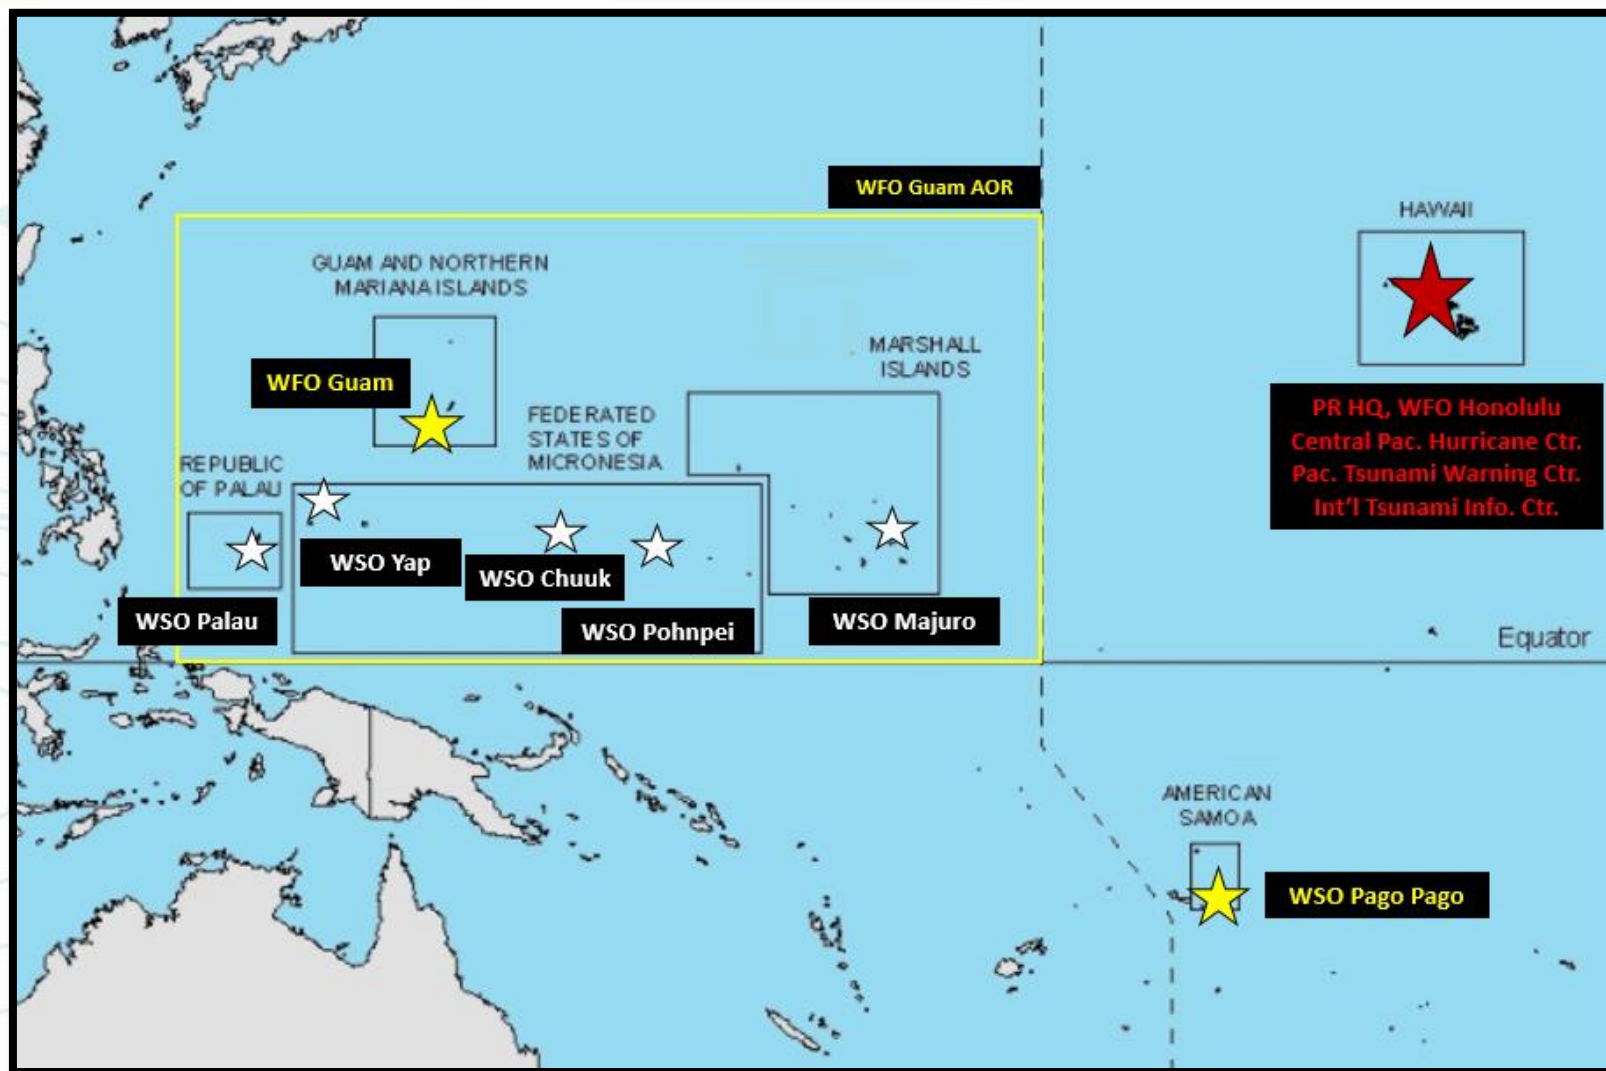 WFO Guam AOR
HAWAII
GUAM AND NORTHERN
MARIANA ISLANDS
MARSHALL
ISLANDS
WFO Guam
PR HQ, WFO Honolulu
Central Pac. Hurricane Ctr.
Pac. Tsunami Warning Ctr.
Int'l Tsunami Info. Ctr.
FEDERATED
STATES OF
MICRONESIA
REPUBLIC
OF PALAU
WSO Yap
WSO Chuuk
WSO Palau
WSO Pohnpei
WSO Majuro
Equator
AMERICAN
SAMOA
WSO Pago Pago